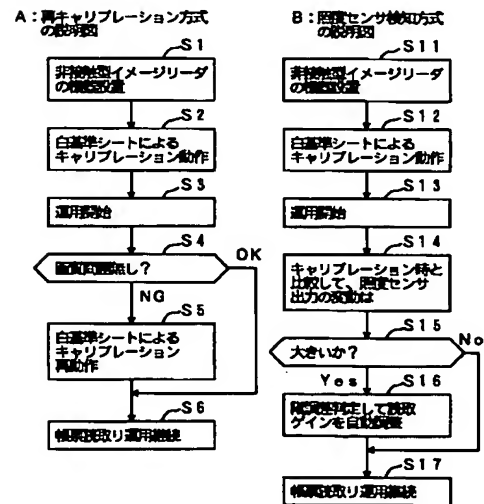 A：再キャリブレーション方式
の説明図
S1
非接触型イメージリーダ
の機器設置
S2
白基準シートによる
キャリブレーション動作
S3
運用開始
S4
画質問題無し？
OK
NG
S5
白基準シートによる
キャリブレーション
再動作
S6
帳票読取り運用継続
B：照度センサ検知方式
の説明図
S11
非接触型イメージリーダ
の機器設置
S12
白基準シートによる
キャリブレーション動作
S13
運用開始
S14
キャリブレーション時と
比較して、照度センサ
出力の変動は
S15
大きいか？
No
Yes
S16
して読取
ゲインを自動調整
S17
帳票読取り運用継続